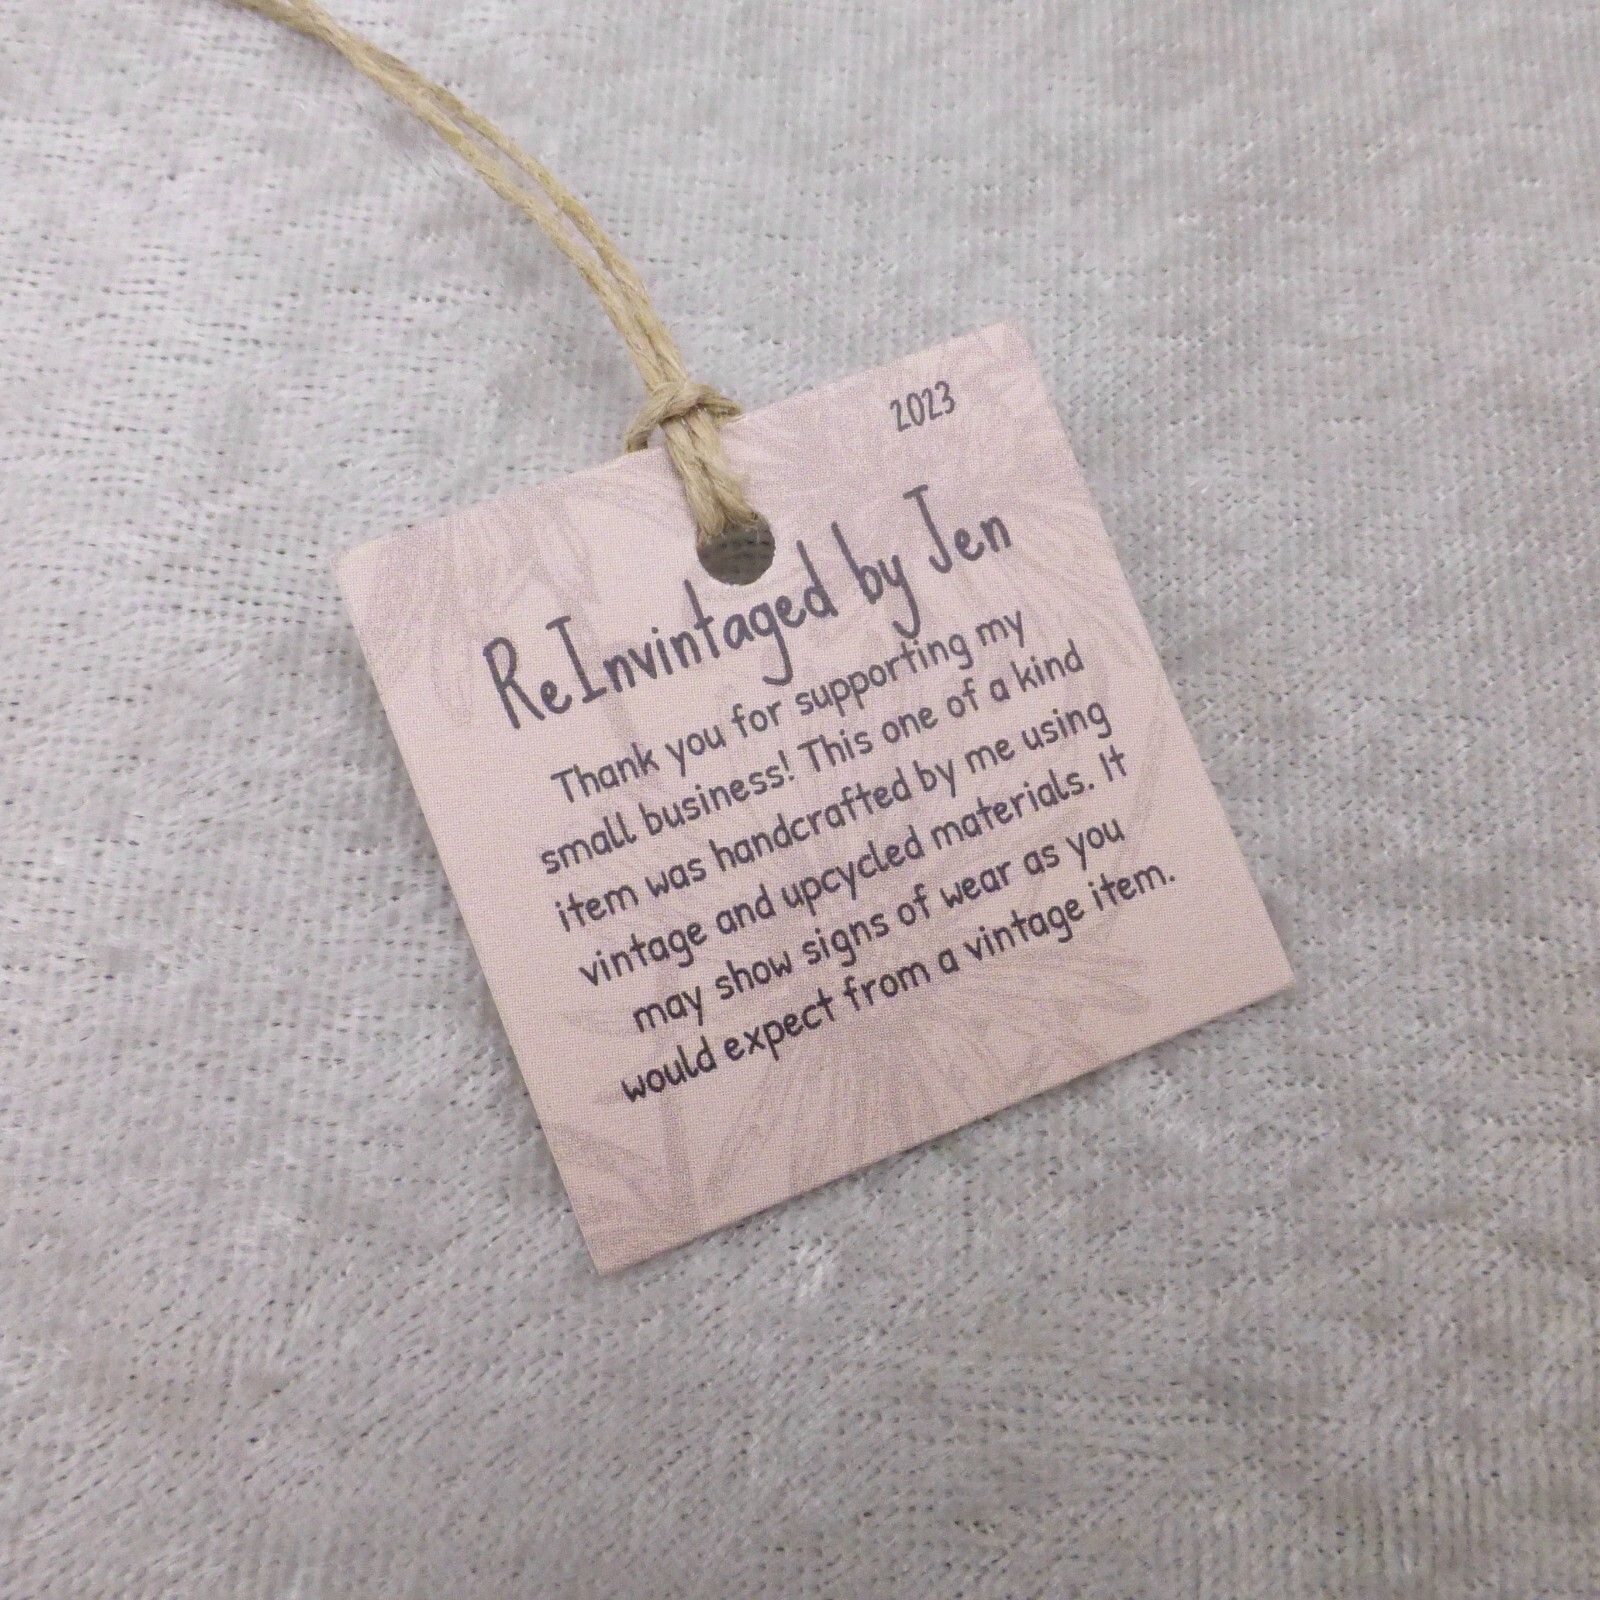 2023
ReInvintaged by Jen
Thank you for supporting my
small business! This one of a kind
item was handcrafted by me using
vintage and upcycled materials. It
may show signs of wear as you
would expect from a vintage item.